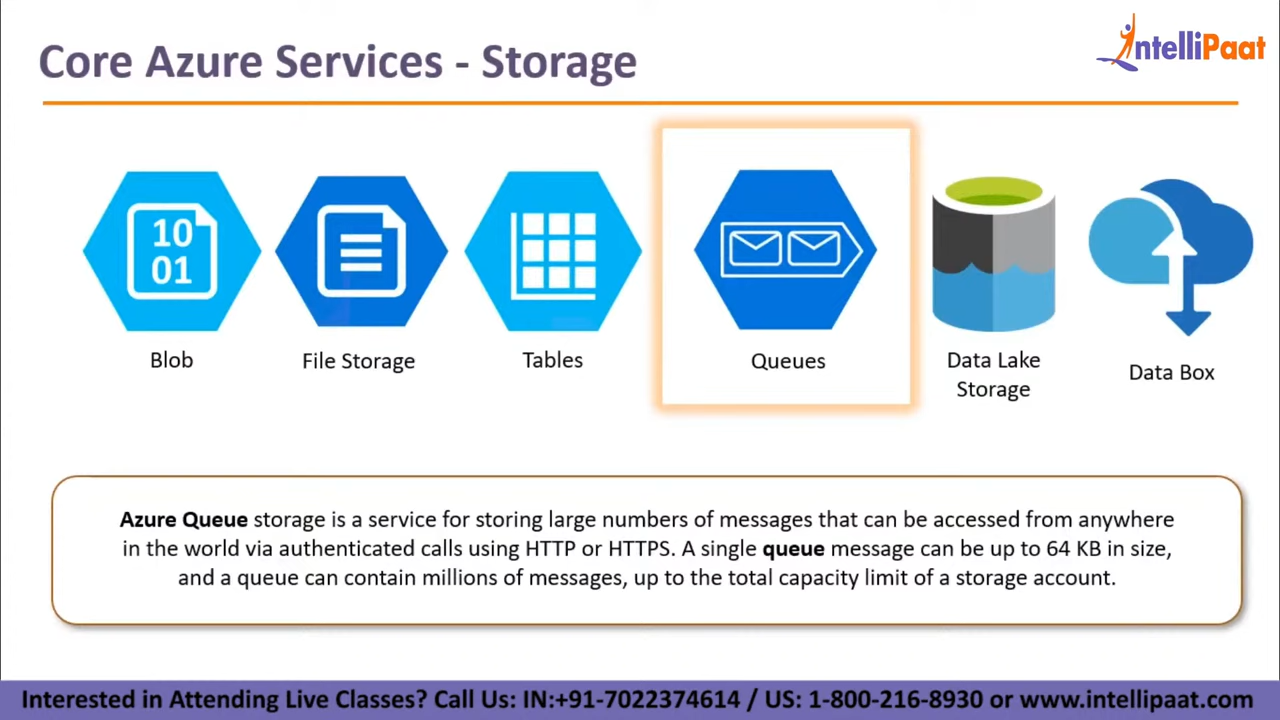 Core Azure Services - Storage
IntelliPaat
10
01
Blob
File Storage
Tables
Queues
Data Lake
Storage
Data Box
Azure Queue storage is a service for storing large numbers of messages that can be accessed from anywhere
in the world via authenticated calls using HTTP or HTTPS. A single queue message can be up to 64 KB in size,
and a queue can contain millions of messages, up to the total capacity limit of a storage account.
Interested in Attending Live Classes? Call Us: IN:+91-7022374614 / US: 1-800-216-8930 or www.intellipaat.com